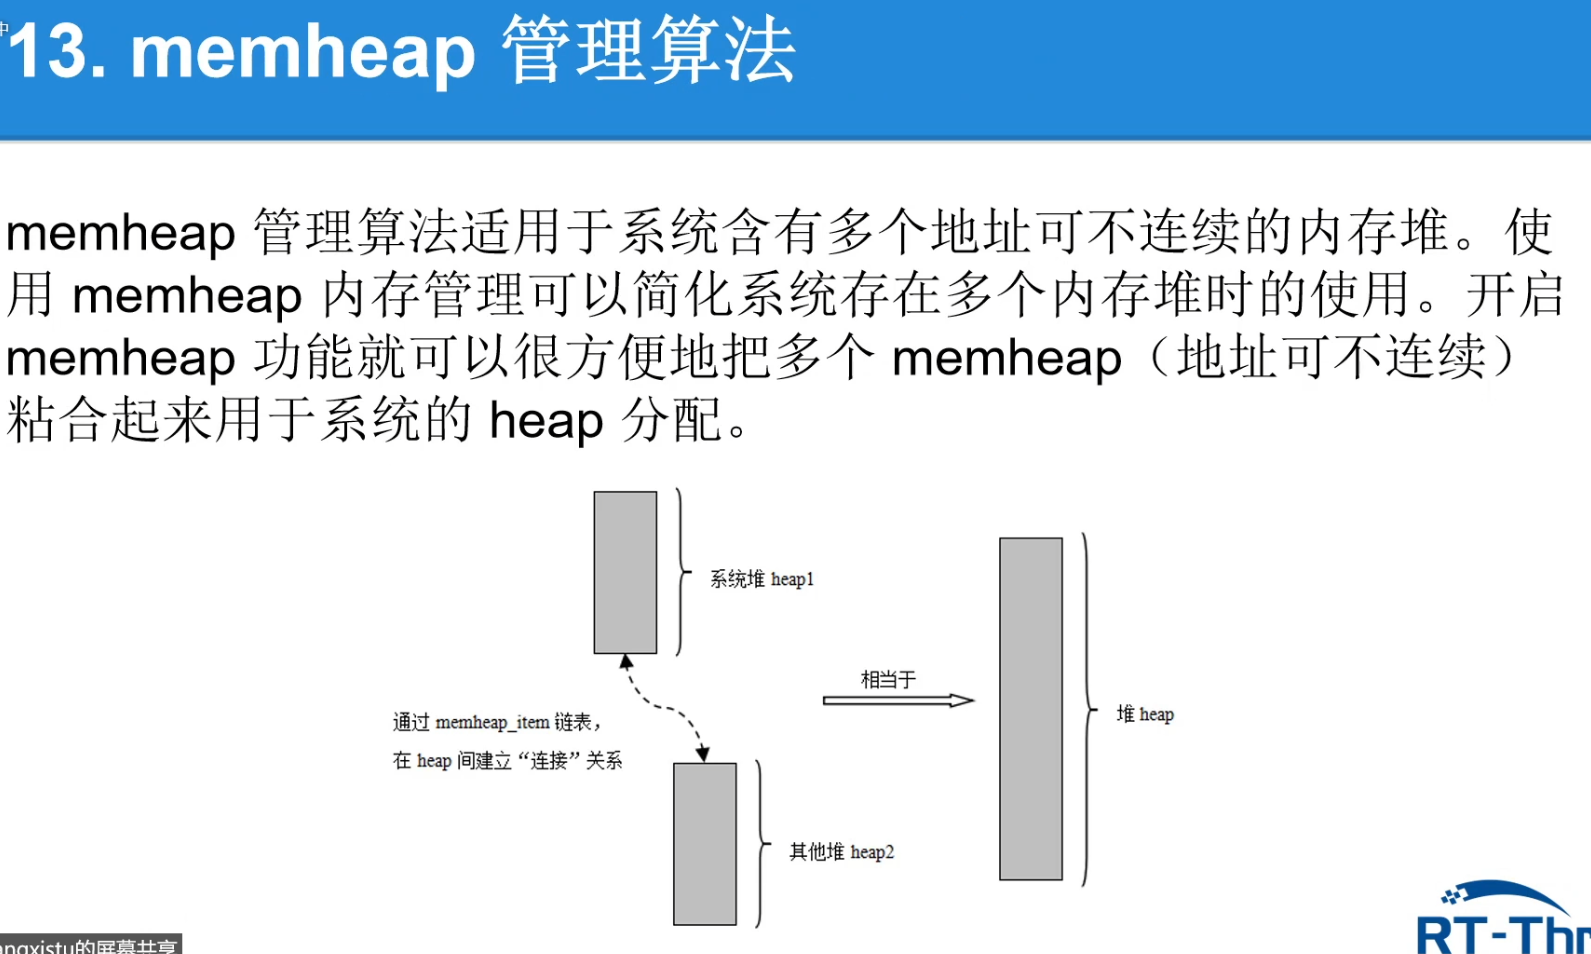 中
13. memheap 管理算法
memheap 管理算法适用于系统含有多个地址可不连续的内存堆。使
用 memheap 内存管理可以简化系统存在多个内存堆时的使用。开启
memheap 功能就可以很方便地把多个 memheap（地址可不连续）
粘合起来用于系统的 heap 分配。
系统堆 heap1
相当于
堆 heap
通过 memheap_item 链表，
在 heap 间建立“连接”关系
其他堆 heap2
RT-Thr
angxistu的屏幕共享